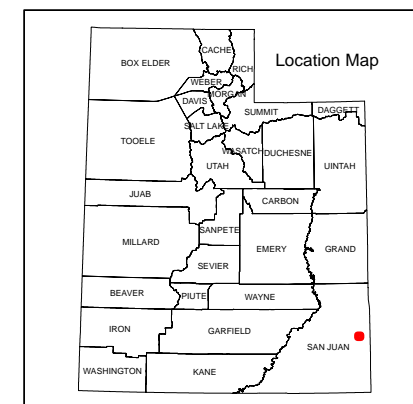 Location Map
BOX ELDER
CACHE
RICH
WEBER
MORGAN
DAVIS
SUMMIT
DAGGETT
SALT LAKE
TOOELE
WASATCH
DUCHESNE
UTAH
UINTAH
JUAB
CARBON
SANPETE
MILLARD
EMERY
GRAND
SEVIER
BEAVER
PIUTE
WAYNE
IRON
GARFIELD
SAN JUAN
WASHINGTON
KANE